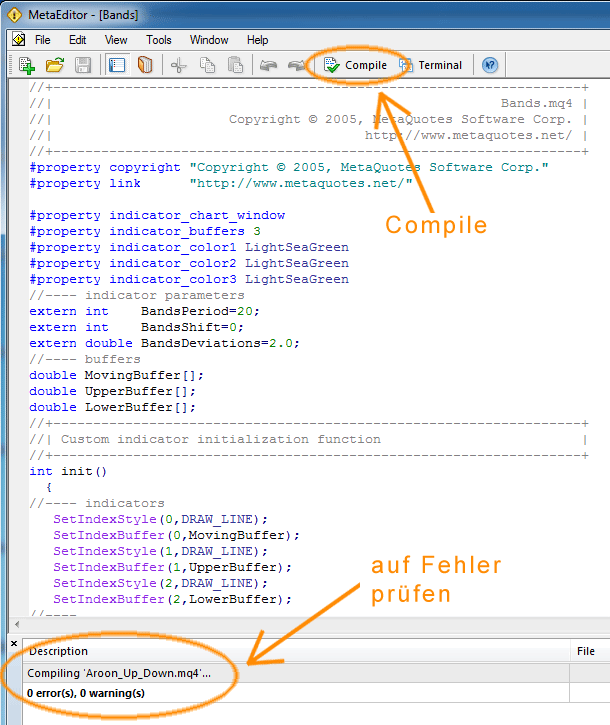 MetaEditor - [Bands]
File Edit View Tools Window Help
Compile Terminal
//+------------------------------------------------------------------+
//| Bands.mq4 |
//| Copyright © 2005, MetaQuotes Software Corp. |
//| http://www.metaquotes.net/ |
//+------------------------------------------------------------------+
#property copyright "Copyright © 2005, MetaQuotes Software Corp."
#property link "http://www.metaquotes.net/"
#property indicator_chart_window
#property indicator_buffers 3
#property indicator_color1 LightSeaGreen
#property indicator_color2 LightSeaGreen
#property indicator_color3 LightSeaGreen
//---- indicator parameters
extern int BandsPeriod=20;
extern int BandsShift=0;
extern double BandsDeviations=2.0;
//---- buffers
double MovingBuffer[];
double UpperBuffer[];
double LowerBuffer[];
//+------------------------------------------------------------------+
//| Custom indicator initialization function |
//+------------------------------------------------------------------+
int init()
{
//---- indicators
SetIndexStyle(0,DRAW_LINE);
SetIndexBuffer(0,MovingBuffer);
SetIndexStyle(1,DRAW_LINE);
SetIndexBuffer(1,UpperBuffer);
SetIndexStyle(2,DRAW_LINE);
SetIndexBuffer(2,LowerBuffer);
//----
Compile
auf Fehler
prüfen
Description File
Compiling 'Aroon_Up_Down.mq4'...
0 error(s), 0 warning(s)